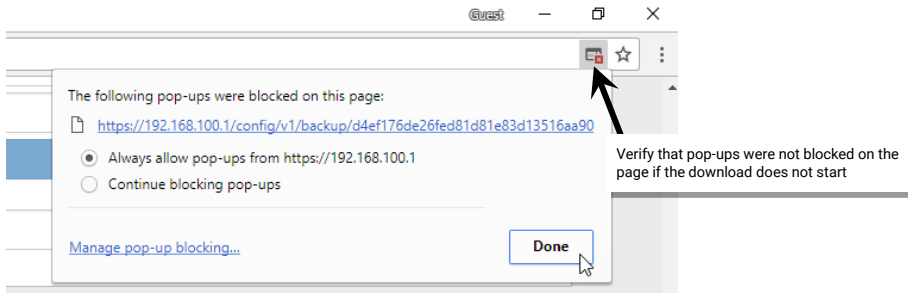 Guest
The following pop-ups were blocked on this page:
https://192.168.100.1/config/v1/backup/d4ef176de26fed81d81e83d13516aa90
Always allow pop-ups from https://192.168.100.1
Continue blocking pop-ups
Verify that pop-ups were not blocked on the
page if the download does not start
Manage pop-up blocking...
Done